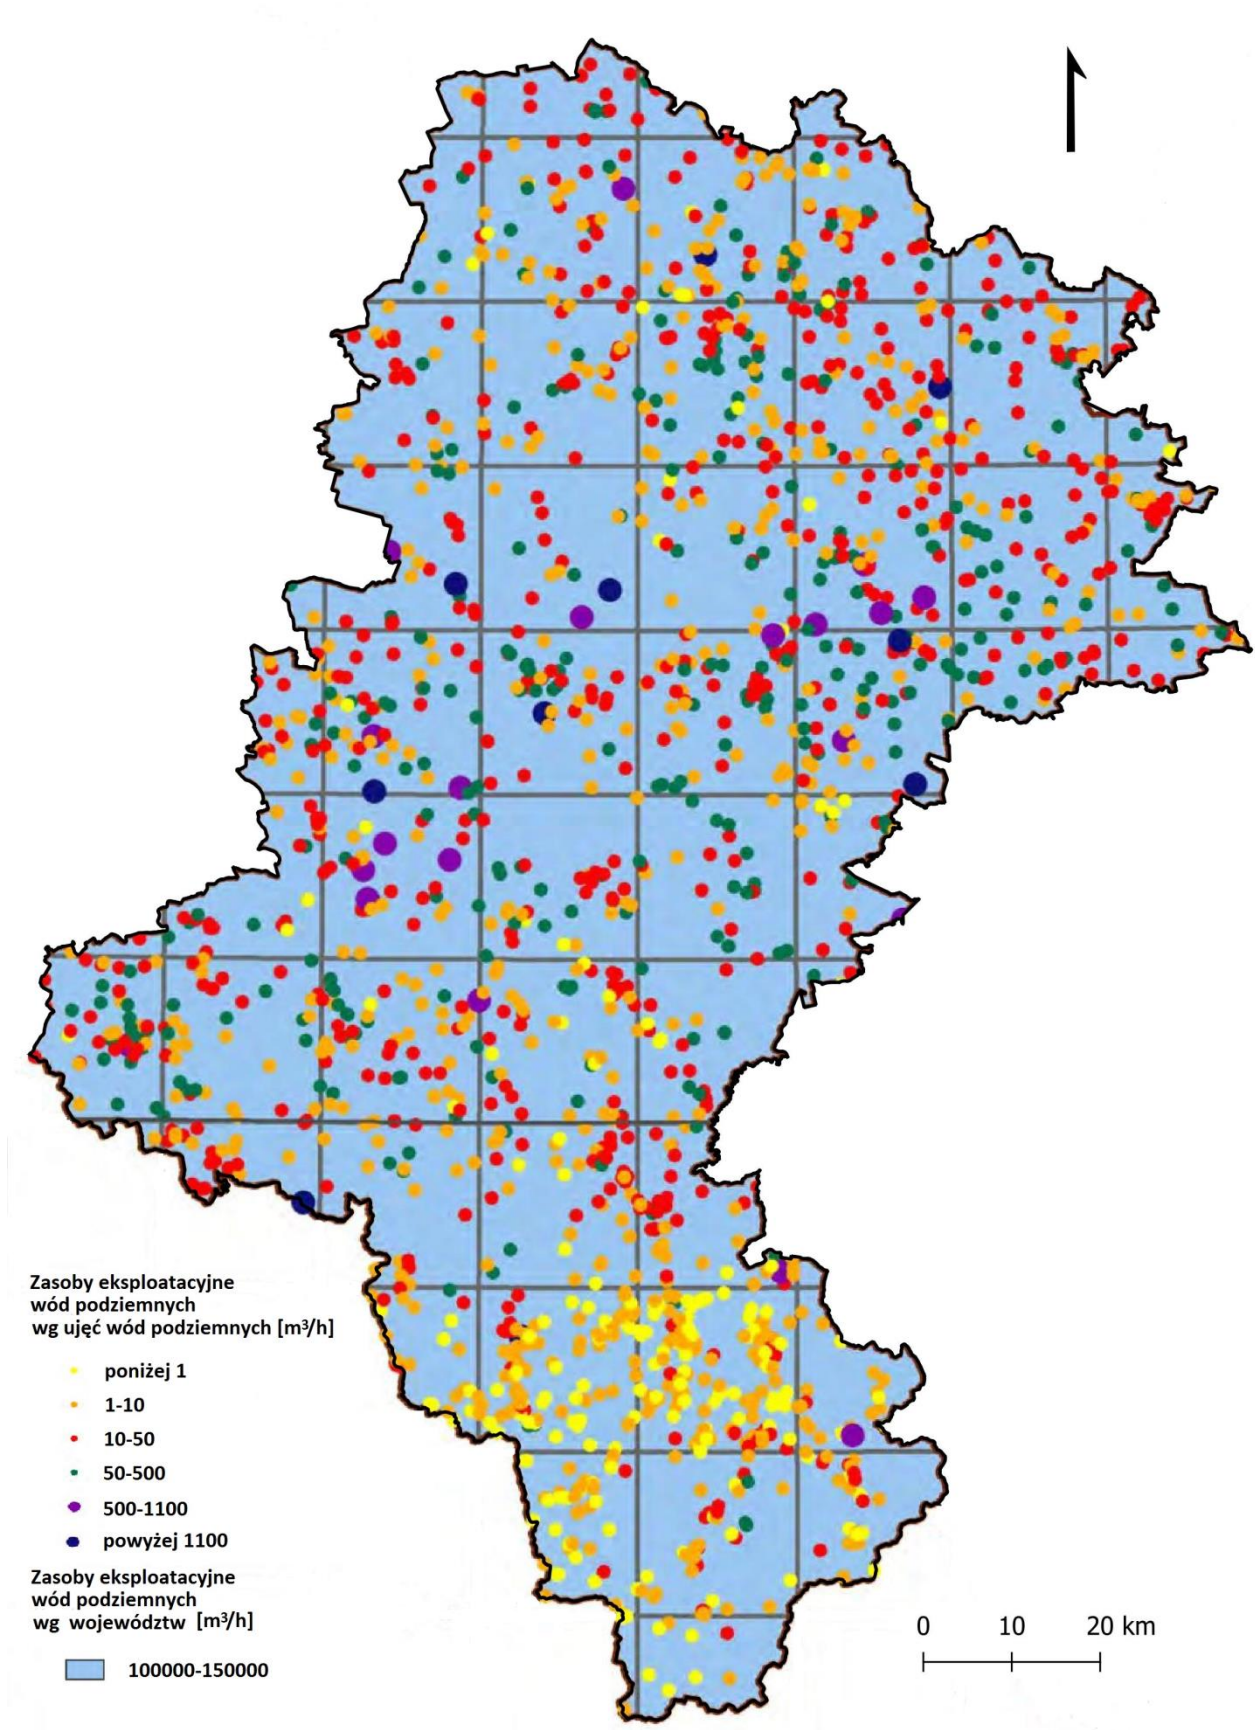 Zasoby eksploatacyjne
wód podziemnych
wg ujęć wód podziemnych [m³/h]
poniżej 1
1-10
10-50
50-500
500-1100
powyżej 1100
Zasoby eksploatacyjne
wód podziemnych
wg województw [m³/h]
100000-150000
0 10 20 km